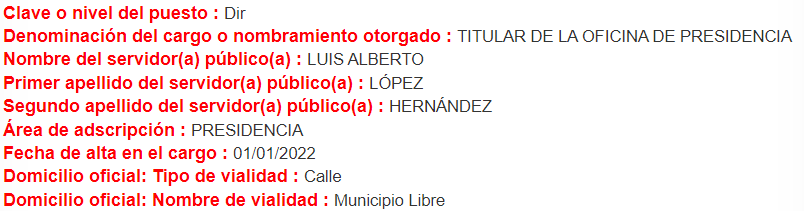 Clave o nivel del puesto : Dir
Denominación del cargo o nombramiento otorgado : TITULAR DE LA OFICINA DE PRESIDENCIA
Nombre del servidor(a) público(a) : LUIS ALBERTO
Primer apellido del servidor(a) público(a) : LÓPEZ
Segundo apellido del servidor(a) público(a) : HERNÁNDEZ
Área de adscripción : PRESIDENCIA
Fecha de alta en el cargo : 01/01/2022
Domicilio oficial: Tipo de vialidad : Calle
Domicilio oficial: Nombre de vialidad : Municipio Libre